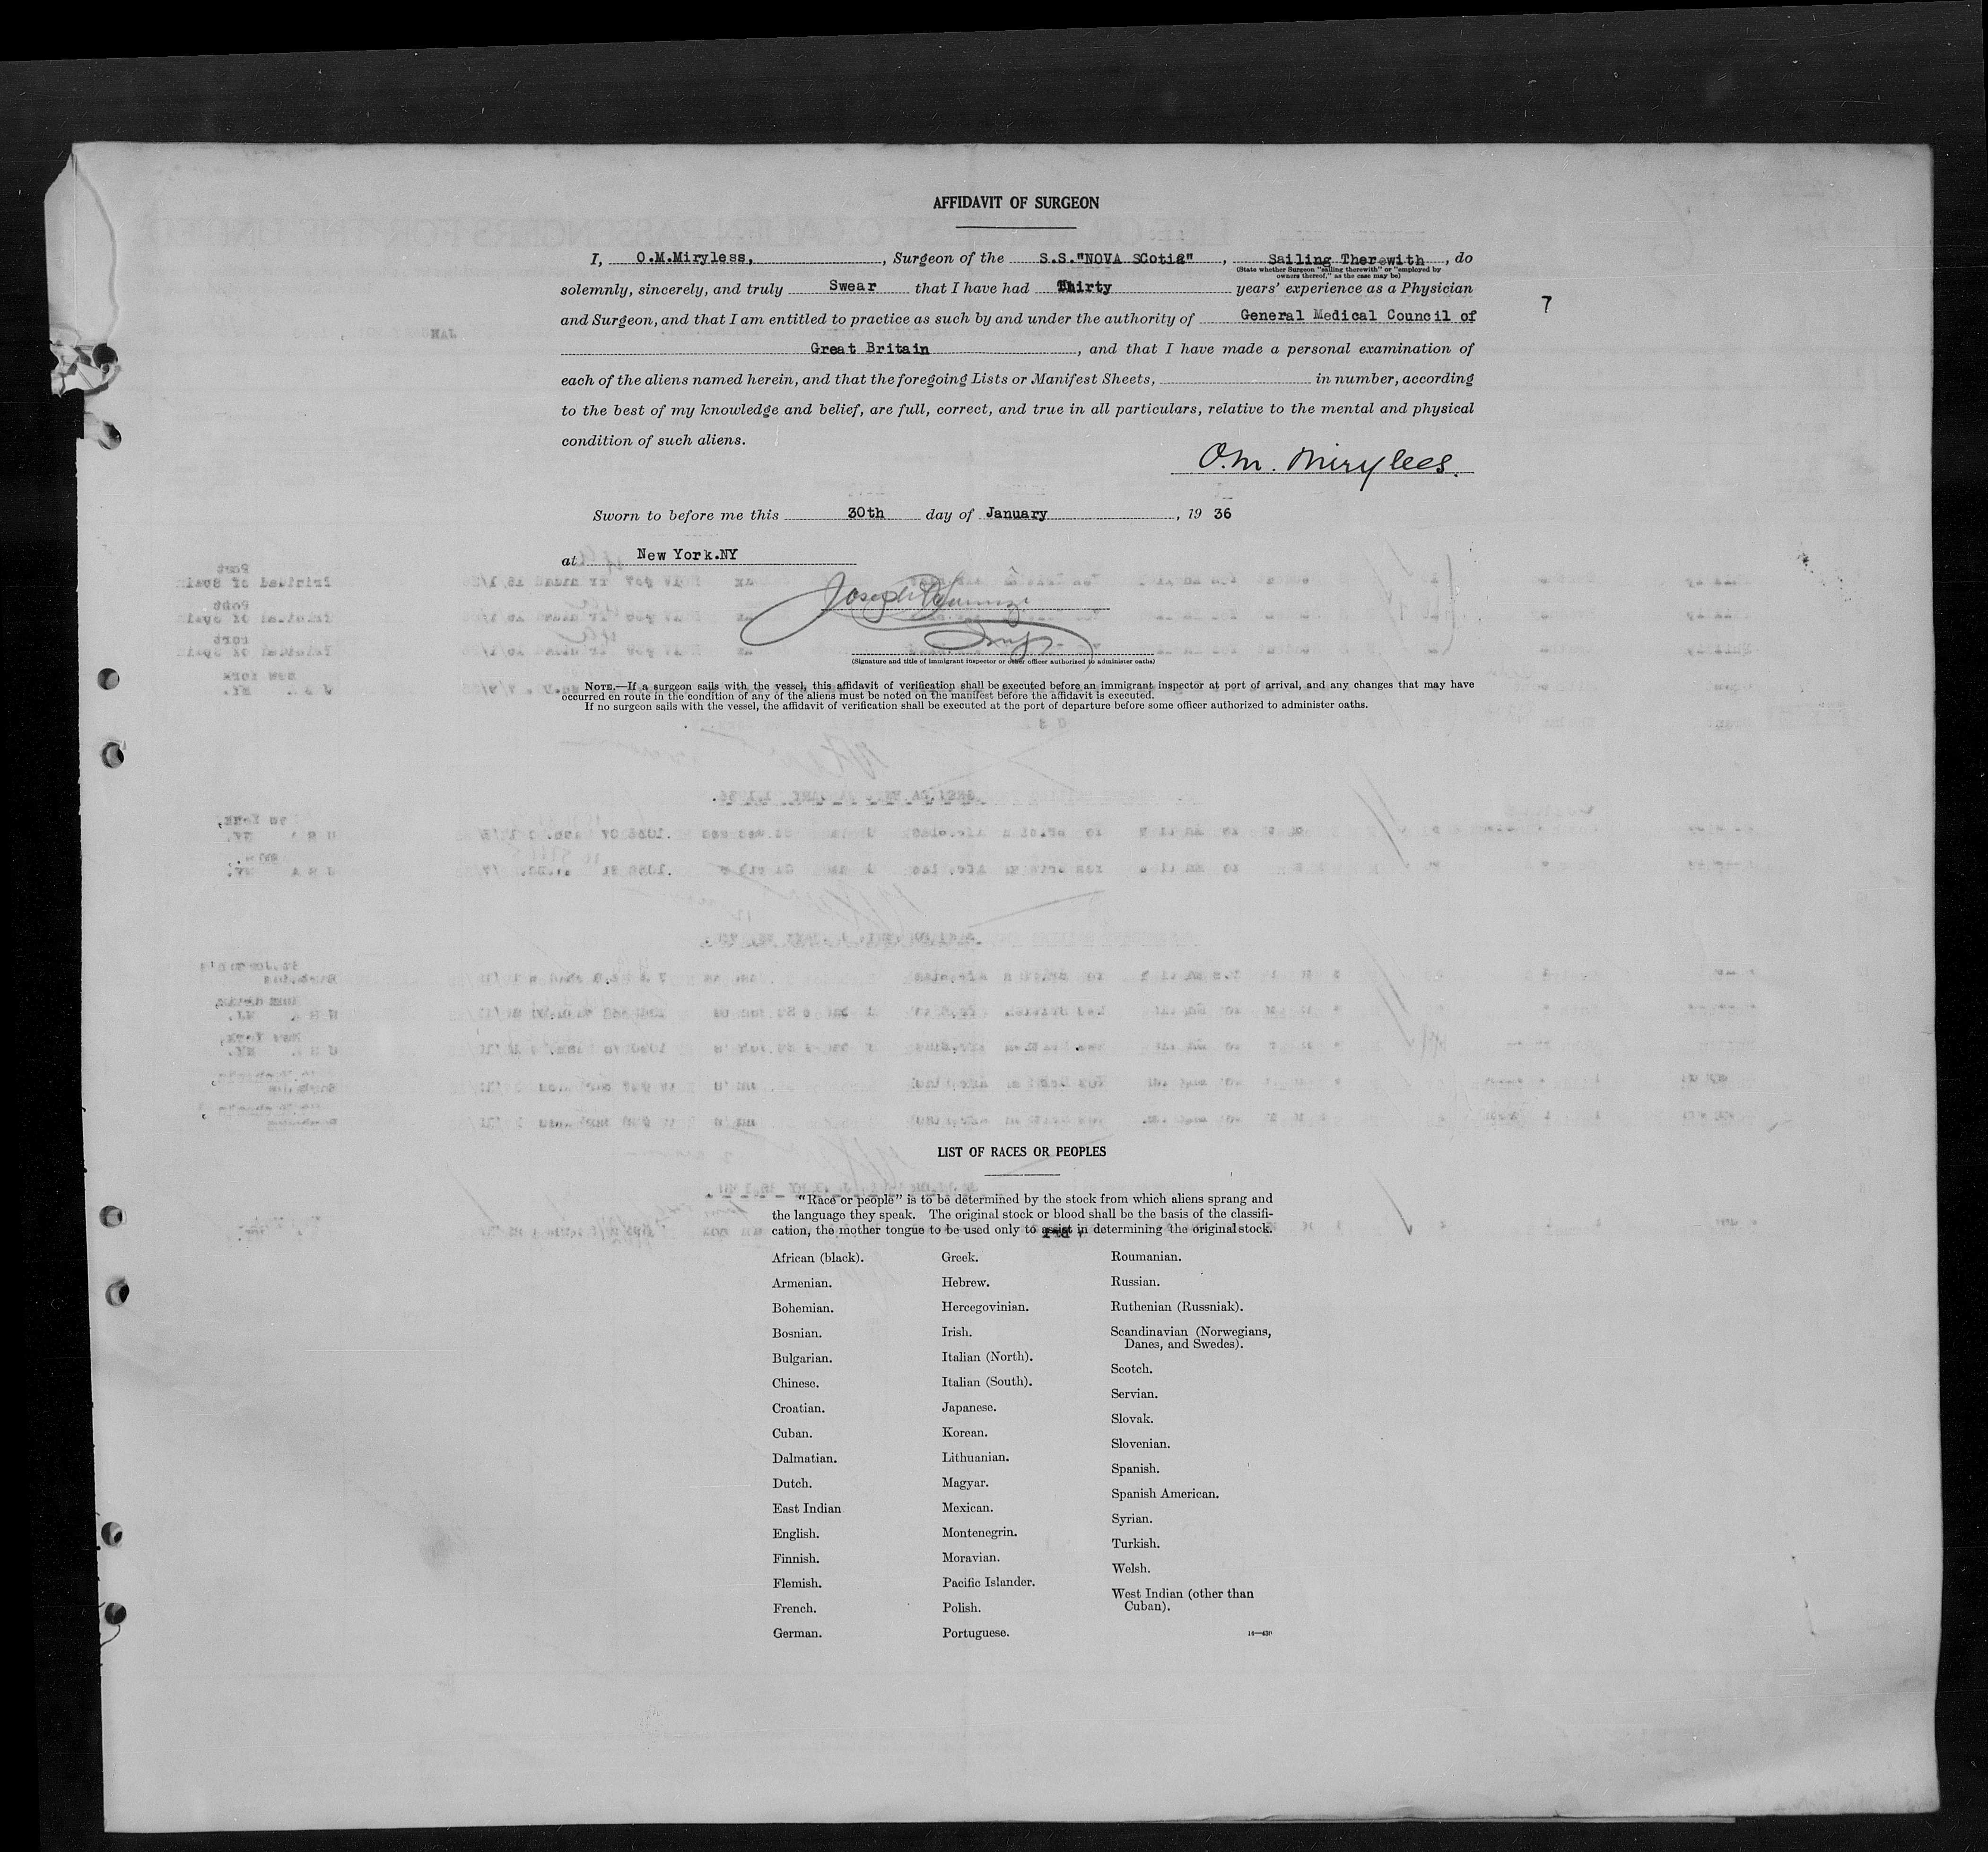 AFFIDAVIT OF SURGEON
I, O.M.Miryless, , Surgeon of the S.S."NOVA SCotia" , Sailing Therewith , do
(State whether Surgeon "sailing therewith" or "employed by
owners thereof," as the case may be)
solemnly, sincerely, and truly Swear that I have had Thirty years' experience as a Physician
7
and Surgeon, and that I am entitled to practice as such by and under the authority of General Medical Council of
Great Britain , and that I have made a personal examination of
each of the aliens named herein, and that the foregoing Lists or Manifest Sheets, in number, according
to the best of my knowledge and belief, are full, correct, and true in all particulars, relative to the mental and physical
condition of such aliens.
O.M. Mirylees.
Sworn to before me this 30th day of January , 19 36
at New York.NY
Joseph
Insp
(Signature and title of immigrant inspector or other officer authorized to administer oaths)
NOTE.—If a surgeon sails with the vessel, this affidavit of verification shall be executed before an immigrant inspector at port of arrival, and any changes that may have
occurred en route in the condition of any of the aliens must be noted on the manifest before the affidavit is executed.
If no surgeon sails with the vessel, the affidavit of verification shall be executed at the port of departure before some officer authorized to administer oaths.
LIST OF RACES OR PEOPLES
"Race or people" is to be determined by the stock from which aliens sprang and
the language they speak. The original stock or blood shall be the basis of the classifi-
cation, the mother tongue to be used only to assist in determining the original stock.
African (black).
Armenian.
Bohemian.
Bosnian.
Bulgarian.
Chinese.
Croatian.
Cuban.
Dalmatian.
Dutch.
East Indian
English.
Finnish.
Flemish.
French.
German.
Greek.
Hebrew.
Hercegovinian.
Irish.
Italian (North).
Italian (South).
Japanese.
Korean.
Lithuanian.
Magyar.
Mexican.
Montenegrin.
Moravian.
Pacific Islander.
Polish.
Portuguese.
Roumanian.
Russian.
Ruthenian (Russniak).
Scandinavian (Norwegians,
Danes, and Swedes).
Scotch.
Servian.
Slovak.
Slovenian.
Spanish.
Spanish American.
Syrian.
Turkish.
Welsh.
West Indian (other than
Cuban).
14—430